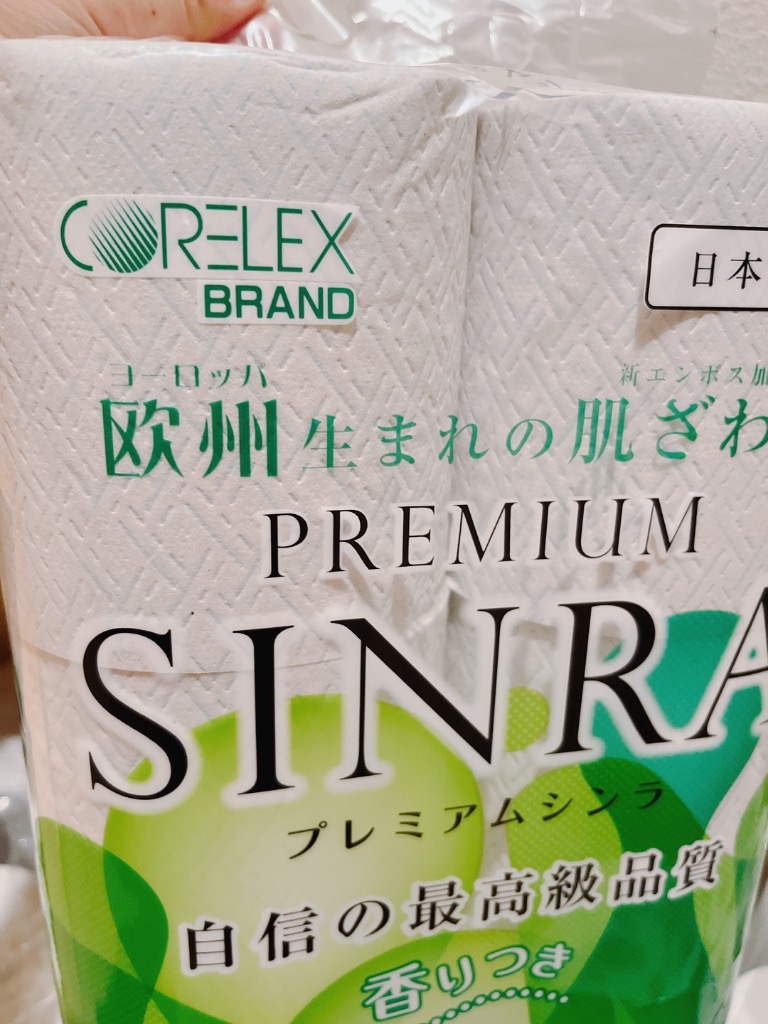 CORELEX
BRAND
日本
ヨーロッパ
新エンボス加
欧州生まれの肌ざわ
PREMIUM
SINRA
プレミアムシンラ
自信の最高級品質
香りつき